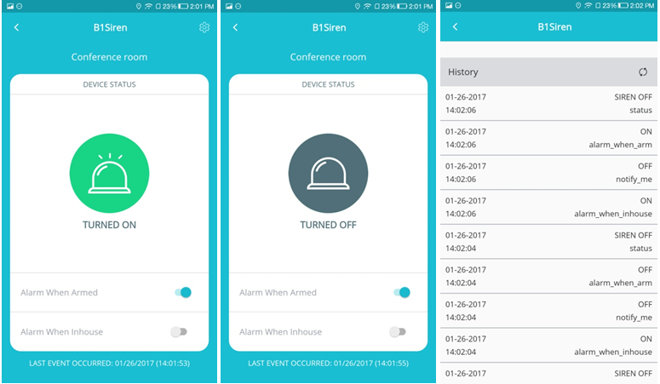 23% 2:01 PM
B1Siren
Conference room
DEVICE STATUS
TURNED ON
Alarm When Armed
Alarm When Inhouse
LAST EVENT OCCURRED: 01/26/2017 (14:01:53)
23% 2:01 PM
B1Siren
Conference room
DEVICE STATUS
TURNED OFF
Alarm When Armed
Alarm When Inhouse
LAST EVENT OCCURRED: 01/26/2017 (14:01:55)
23% 2:02 PM
B1Siren
History
01-26-2017 SIREN OFF
14:02:06 status
01-26-2017 ON
14:02:06 alarm_when_arm
01-26-2017 OFF
14:02:06 notify_me
01-26-2017 ON
14:02:06 alarm_when_inhouse
01-26-2017 SIREN OFF
14:02:04 status
01-26-2017 OFF
14:02:04 alarm_when_arm
01-26-2017 OFF
14:02:04 notify_me
01-26-2017 ON
14:02:04 alarm_when_inhouse
01-26-2017 SIREN OFF